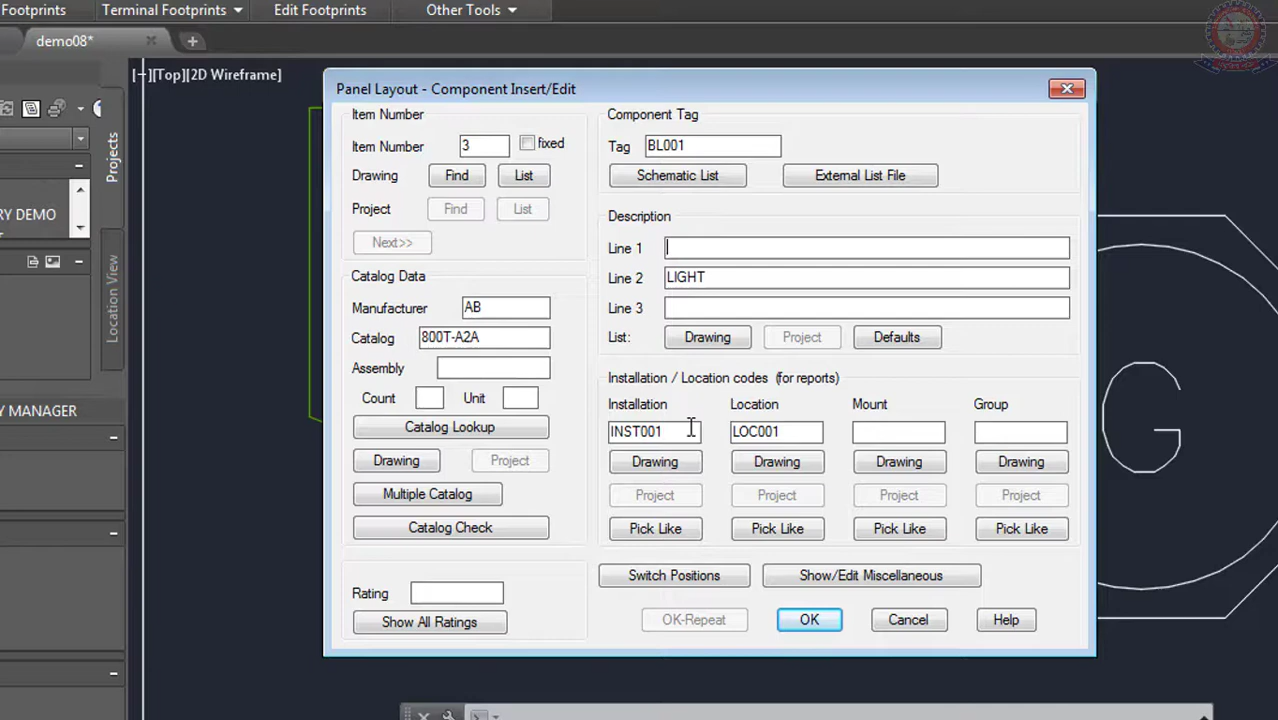 Footprints Terminal Footprints Edit Footprints Other Tools
demo08*
[−][Top][2D Wireframe]
Projects
RY DEMO
Location View
Y MANAGER
Panel Layout - Component Insert/Edit
Item Number
Item Number 3 fixed
Drawing Find List
Project Find List
Next>>
Catalog Data
Manufacturer AB
Catalog 800T-A2A
Assembly
Count Unit
Catalog Lookup
Drawing Project
Multiple Catalog
Catalog Check
Rating
Show All Ratings
Component Tag
Tag BL001
Schematic List External List File
Description
Line 1
Line 2 LIGHT
Line 3
List: Drawing Project Defaults
Installation / Location codes (for reports)
Installation Location Mount Group
INST001 LOC001
Drawing Drawing Drawing Drawing
Project Project Project Project
Pick Like Pick Like Pick Like Pick Like
Switch Positions Show/Edit Miscellaneous
OK-Repeat OK Cancel Help
G